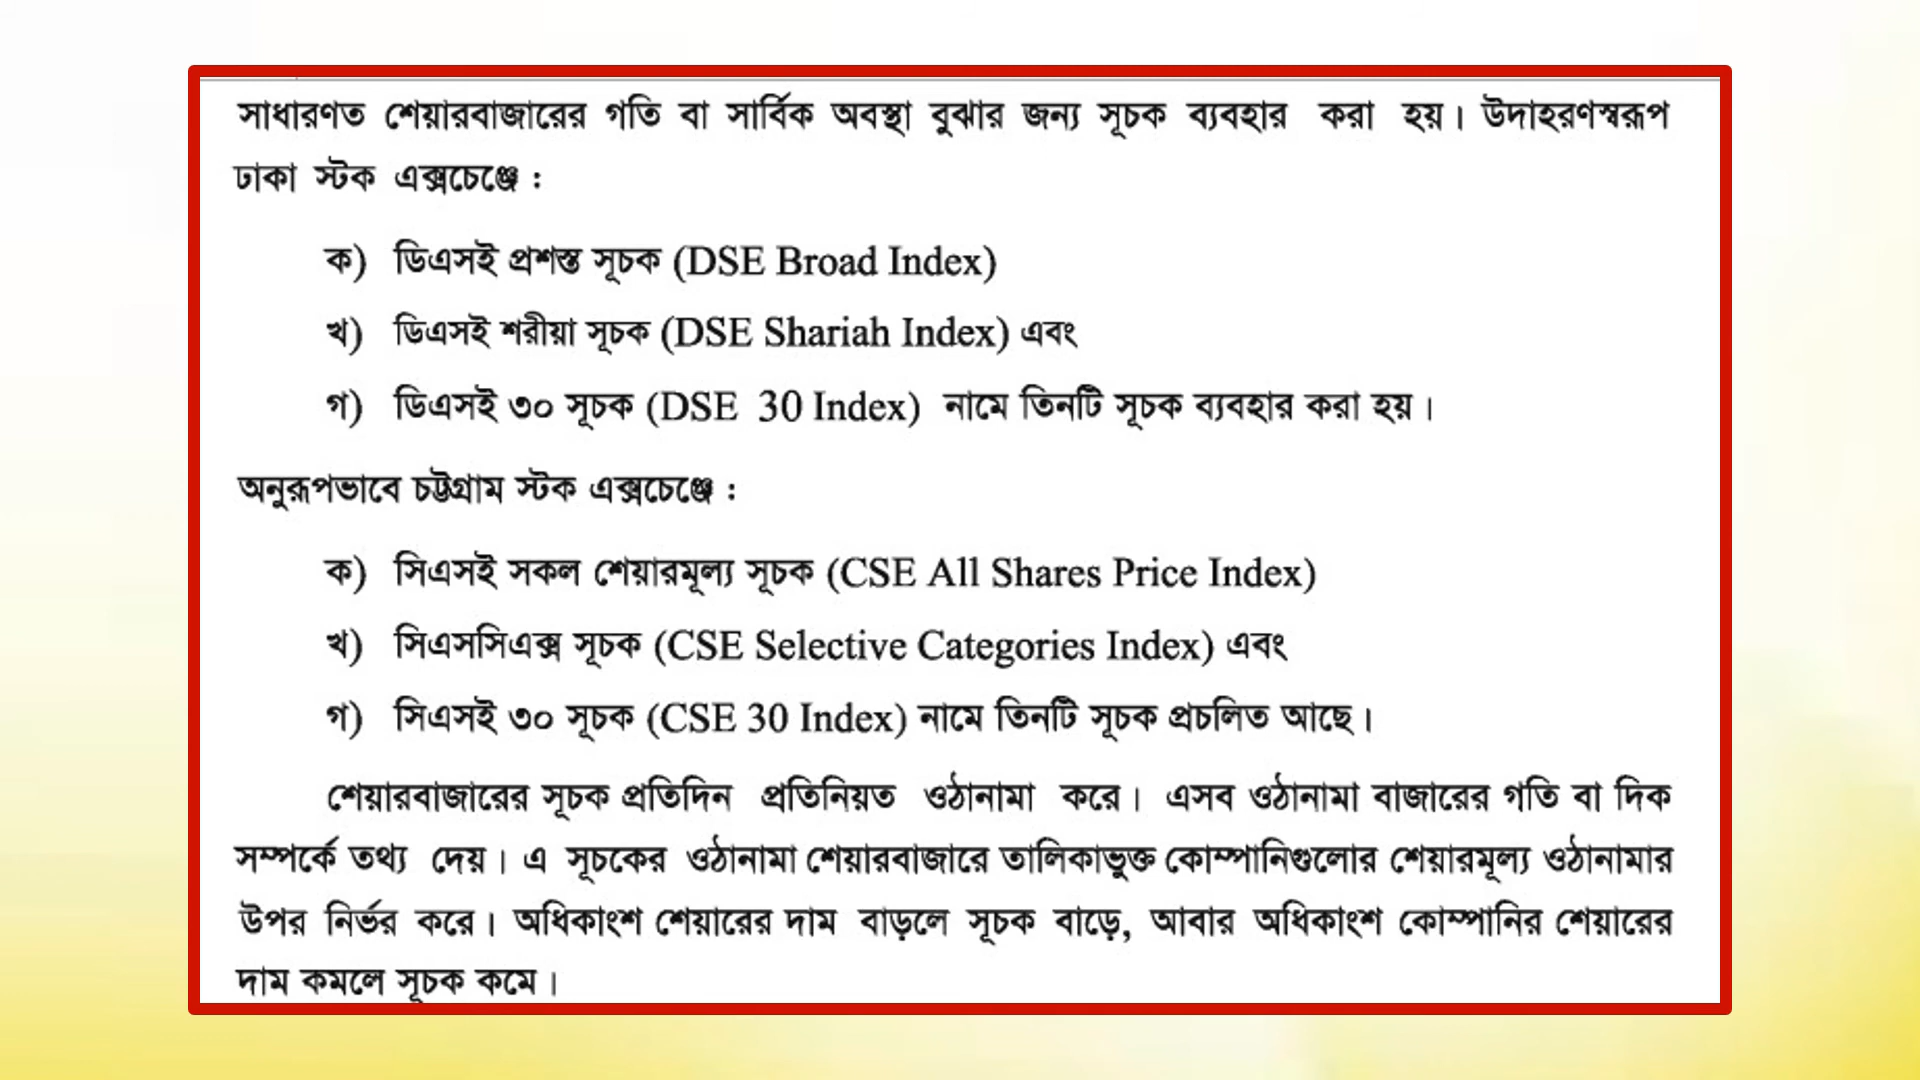 সাধারণত শেয়ারবাজারের গতি বা সার্বিক অবস্থা বুঝার জন্য সূচক ব্যবহার করা হয়। উদাহরণস্বরূপ
ঢাকা স্টক এক্সচেঞ্জে :
ক) ডিএসই প্রশস্ত সূচক (DSE Broad Index)
খ) ডিএসই শরীয়া সূচক (DSE Shariah Index) এবং
গ) ডিএসই ৩০ সূচক (DSE 30 Index) নামে তিনটি সূচক ব্যবহার করা হয়।
অনুরূপভাবে চট্টগ্রাম স্টক এক্সচেঞ্জে :
ক) সিএসই সকল শেয়ারমূল্য সূচক (CSE All Shares Price Index)
খ) সিএসসিএক্স সূচক (CSE Selective Categories Index) এবং
গ) সিএসই ৩০ সূচক (CSE 30 Index) নামে তিনটি সূচক প্রচলিত আছে।
শেয়ারবাজারের সূচক প্রতিদিন প্রতিনিয়ত ওঠানামা করে। এসব ওঠানামা বাজারের গতি বা দিক
সম্পর্কে তথ্য দেয়। এ সূচকের ওঠানামা শেয়ারবাজারে তালিকাভুক্ত কোম্পানিগুলোর শেয়ারমূল্য ওঠানামার
উপর নির্ভর করে। অধিকাংশ শেয়ারের দাম বাড়লে সূচক বাড়ে, আবার অধিকাংশ কোম্পানির শেয়ারের
দাম কমলে সূচক কমে।